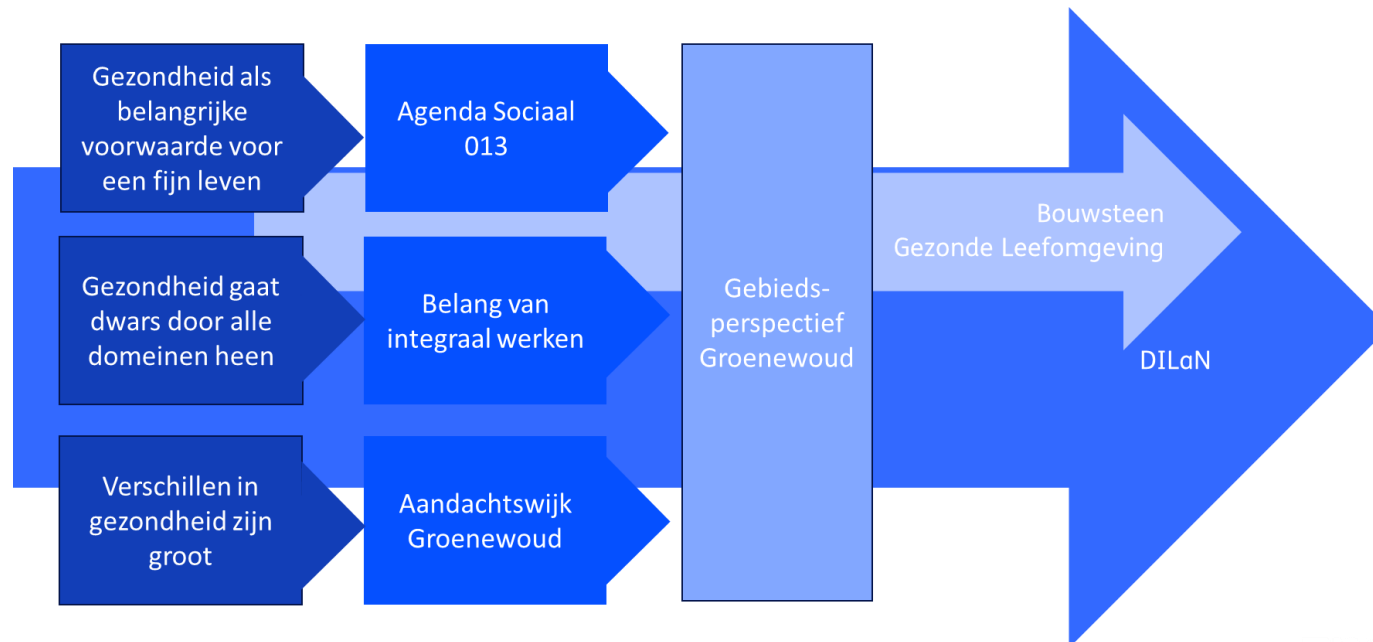 Gezondheid als
belangrijke
voorwaarde voor
een fijn leven
Agenda Sociaal
013
Gezondheid gaat
dwars door alle
domeinen heen
Belang van
integraal werken
Verschillen in
gezondheid zijn
groot
Aandachtswijk
Groenewoud
Gebieds-
perspectief
Groenewoud
Bouwsteen
Gezonde Leefomgeving
DILaN